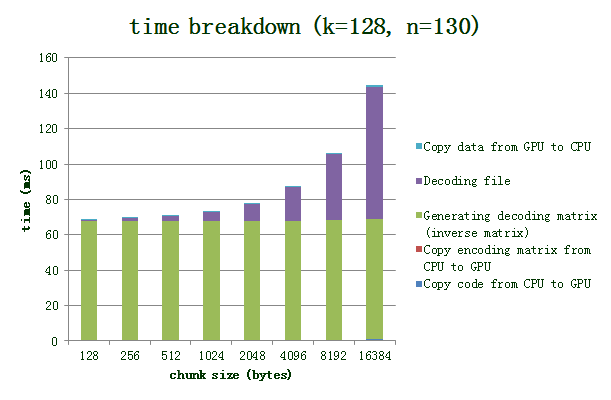 time breakdown (k=128, n=130)
160
140
120
100
80
60
40
20
0
time (ms)
128 256 512 1024 2048 4096 8192 16384
chunk size (bytes)
Copy data from GPU to CPU
Decoding file
Generating decoding matrix
(inverse matrix)
Copy encoding matrix from
CPU to GPU
Copy code from CPU to GPU